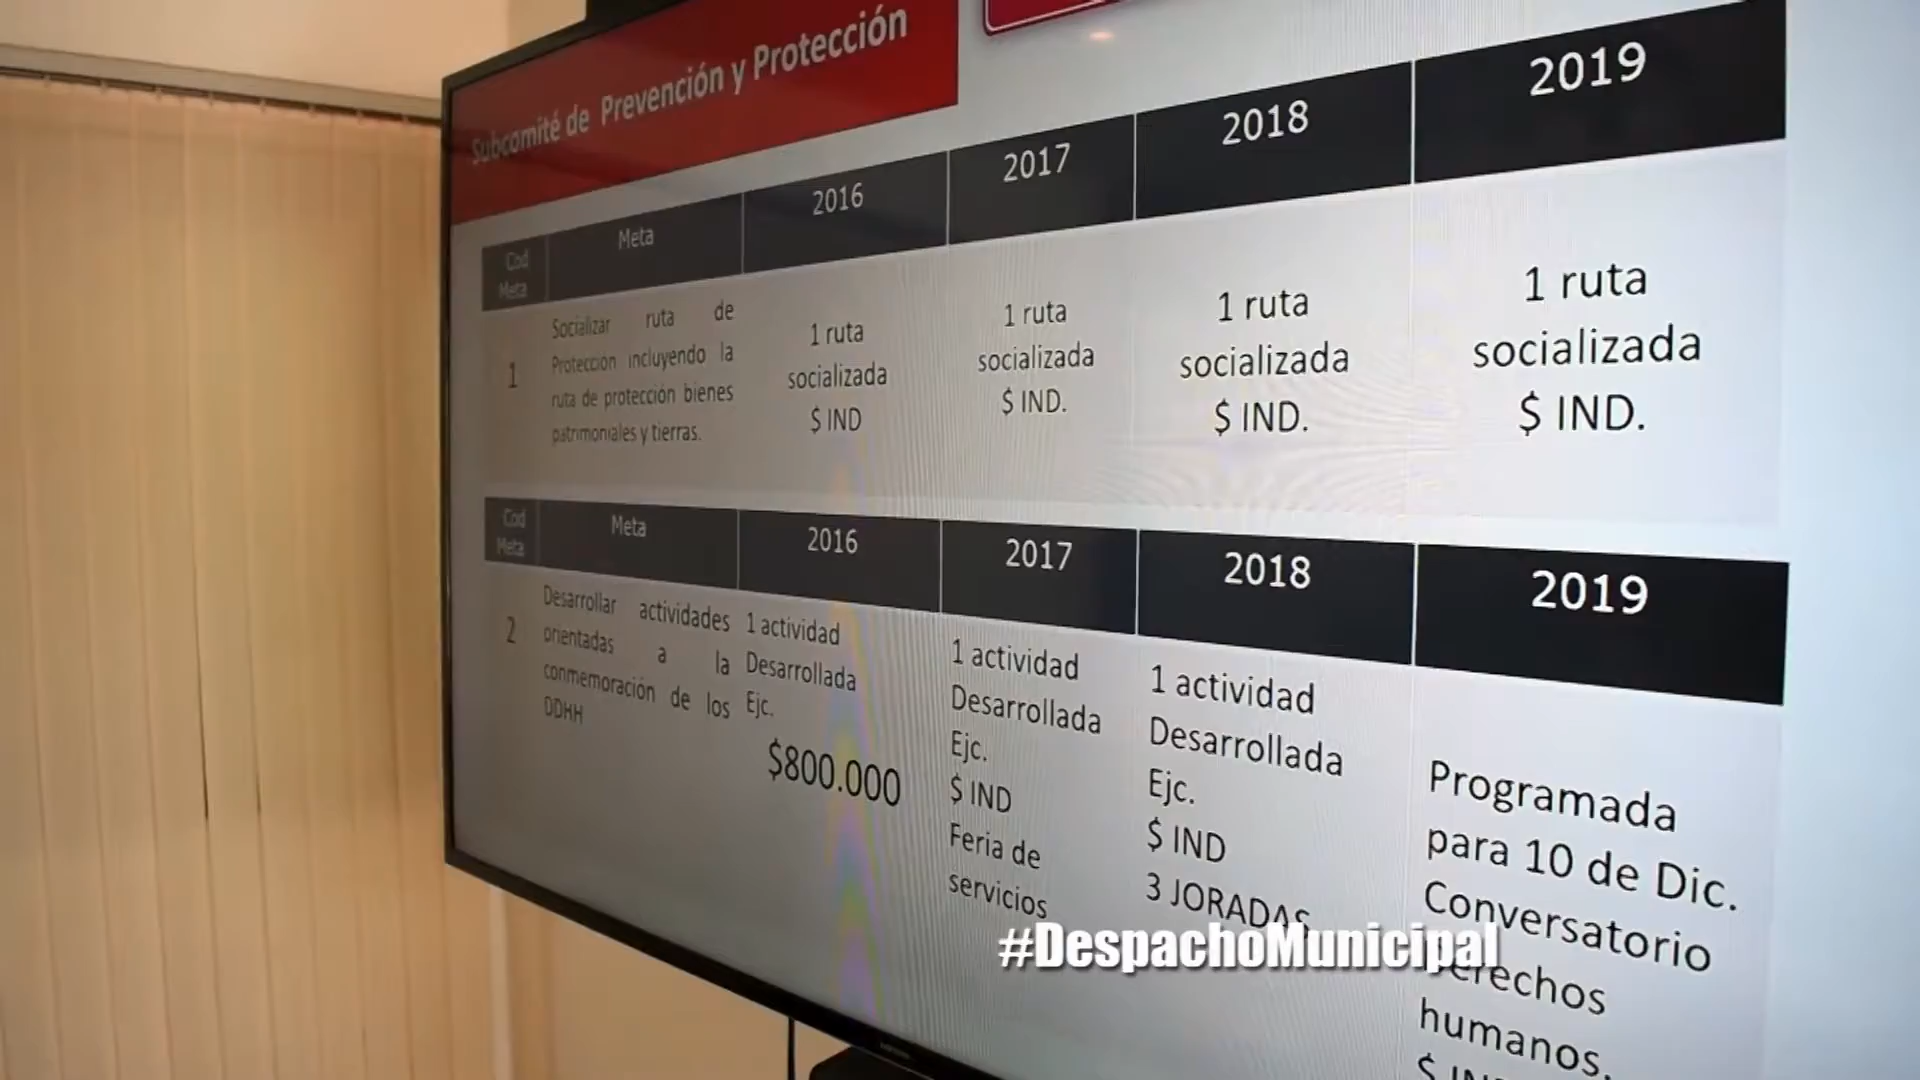 Subcomité de Prevención y Protección
Cod
Meta
Meta
2016
2017
2018
2019
1
Socializar ruta de
Protección incluyendo la
ruta de protección bienes
patrimoniales y tierras.
1 ruta
socializada
$ IND
1 ruta
socializada
$ IND.
1 ruta
socializada
$ IND.
1 ruta
socializada
$ IND.
Cod
Meta
Meta
2016
2017
2018
2019
2
Desarrollar actividades
orientadas a la
conmemoración de los
DDHH
1 actividad
Desarrollada
Ejc.
$800.000
1 actividad
Desarrollada
Ejc.
$ IND
Feria de
servicios
1 actividad
Desarrollada
Ejc.
$ IND
3 JORADAS
Programada
para 10 de Dic.
Conversatorio
Derechos
humanos.
#DespachoMunicipal